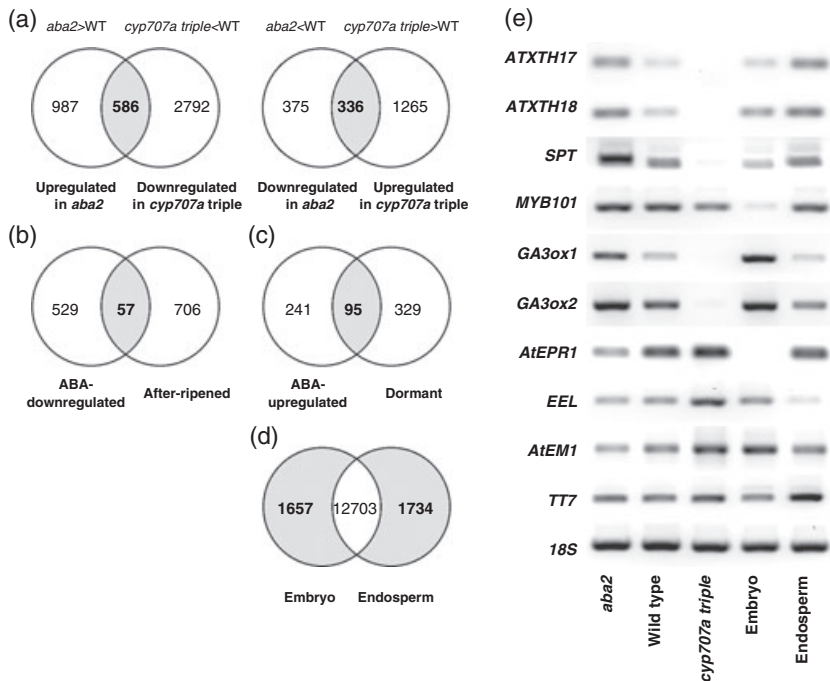 (a)
aba2>WT cyp707a triple<WT
987 586 2792
Upregulated in aba2
Downregulated in cyp707a triple
aba2<WT cyp707a triple>WT
375 336 1265
Downregulated in aba2
Upregulated in cyp707a triple
(b)
529 57 706
ABA-downregulated
After-ripened
(c)
241 95 329
ABA-upregulated
Dormant
(d)
1657 12703 1734
Embryo Endosperm
(e)
ATXTH17
ATXTH18
SPT
MYB101
GA3ox1
GA3ox2
AtEPR1
EEL
AtEM1
TT7
18S
aba2
Wild type
cyp707a triple
Embryo
Endosperm